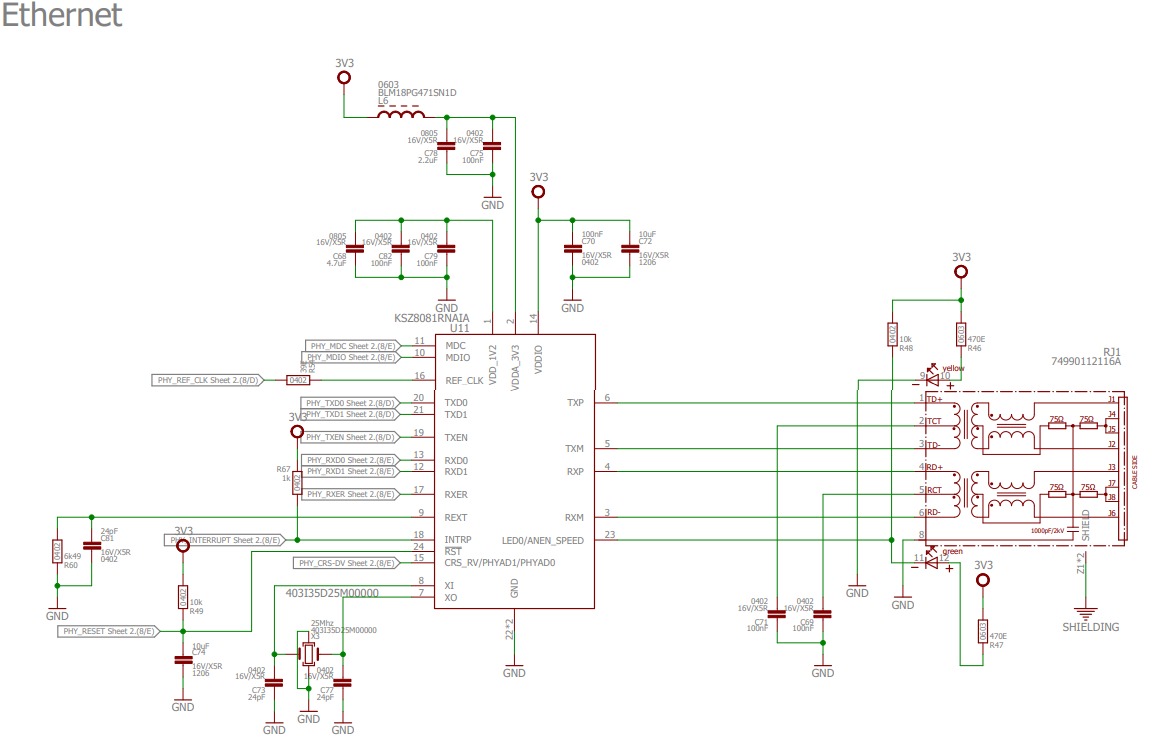 Ethernet
3V3
0603
BLM18PG471SN1D
L6
0805
16V/X5R
C78
2.2uF
0402
16V/X5R
C75
100nF
GND
3V3
0805
16V/X5R
C68
4.7uF
0402
16V/X5R
C82
100nF
0402
16V/X5R
C79
100nF
GND
100nF
C70
16V/X5R
0402
10uF
C72
16V/X5R
1206
GND
KSZ8081RNAIA
U11
1
2
14
VDD_1V2
VDDA_3V3
VDDIO
PHY_MDC Sheet 2.(8/E)
11
MDC
PHY_MDIO Sheet 2.(8/E)
10
MDIO
PHY_REF_CLK Sheet 2.(8/D)
0402
16
REF_CLK
PHY_TXD0 Sheet 2.(8/D)
20
TXD0
PHY_TXD1 Sheet 2.(8/D)
21
TXD1
3V3
PHY_TXEN Sheet 2.(8/D)
19
TXEN
PHY_RXD0 Sheet 2.(8/E)
13
RXD0
PHY_RXD1 Sheet 2.(8/E)
12
RXD1
R67
1k
0402
PHY_RXER Sheet 2.(8/E)
17
RXER
9
REXT
PHY_INTERRUPT Sheet 2.(8/E)
18
INTRP
24
RST
PHY_CRS-DV Sheet 2.(8/E)
15
CRS_RV/PHYAD1/PHYAD0
8
XI
7
XO
TXP
6
TXM
5
RXP
4
RXM
3
LED0/ANEN_SPEED
23
GND
22*2
GND
24pF
C81
16V/X5R
0402
0402
6k49
R60
GND
3V3
0402
10k
R49
PHY_RESET Sheet 2.(8/E)
10uF
C74
16V/X5R
1206
GND
403I35D25M00000
25Mhz
403I35D25M00000
X3
0402
16V/X5R
C73
24pF
0402
16V/X5R
C77
24pF
GND
GND
GND
3V3
0402
10k
R48
0603
470E
R46
RJ1
74990112116A
yellow
9
10
-
+
1
TD+
2
TCT
3
TD-
4
RD+
5
RCT
6
RD-
8
75Ω
75Ω
75Ω
75Ω
J1
J4
J5
J2
J3
J7
J8
J6
CABLE SIDE
1000pF/2kV
SHIELD
green
11
12
-
+
Z1*2
SHIELDING
GND
GND
3V3
0603
470E
R47
0402
16V/X5R
C71
100nF
0402
16V/X5R
C69
100nF
GND